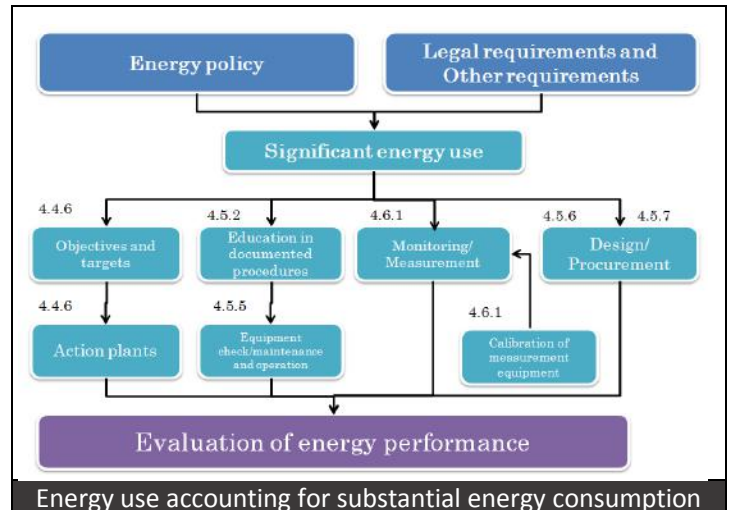 Energy policy
Legal requirements and
Other requirements
Significant energy use
4.4.6
4.5.2
4.6.1
4.5.6
4.5.7
Objectives and
targets
Education in
documented
procedures
Monitoring/
Measurement
Design/
Procurement
4.4.6
4.5.5
4.6.1
Action plants
Equipment
check/maintenance
and operation
Calibration of
measurement
equipment
Evaluation of energy performance
Energy use accounting for substantial energy consumption